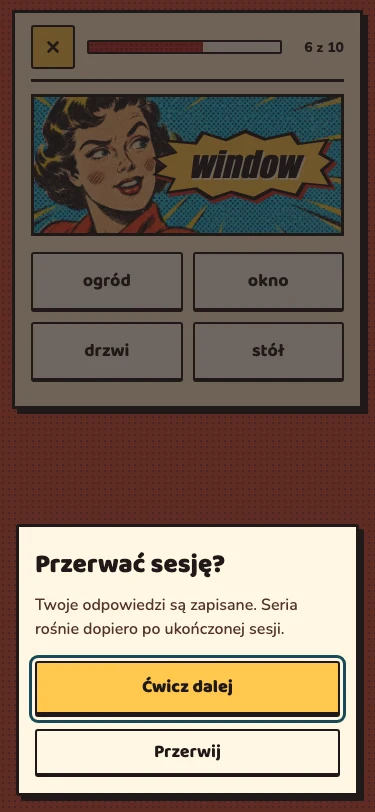 × 6 z 10
window
ogród okno
drzwi stół
Przerwać sesję?
Twoje odpowiedzi są zapisane. Seria
rośnie dopiero po ukończonej sesji.
Ćwicz dalej
Przerwij